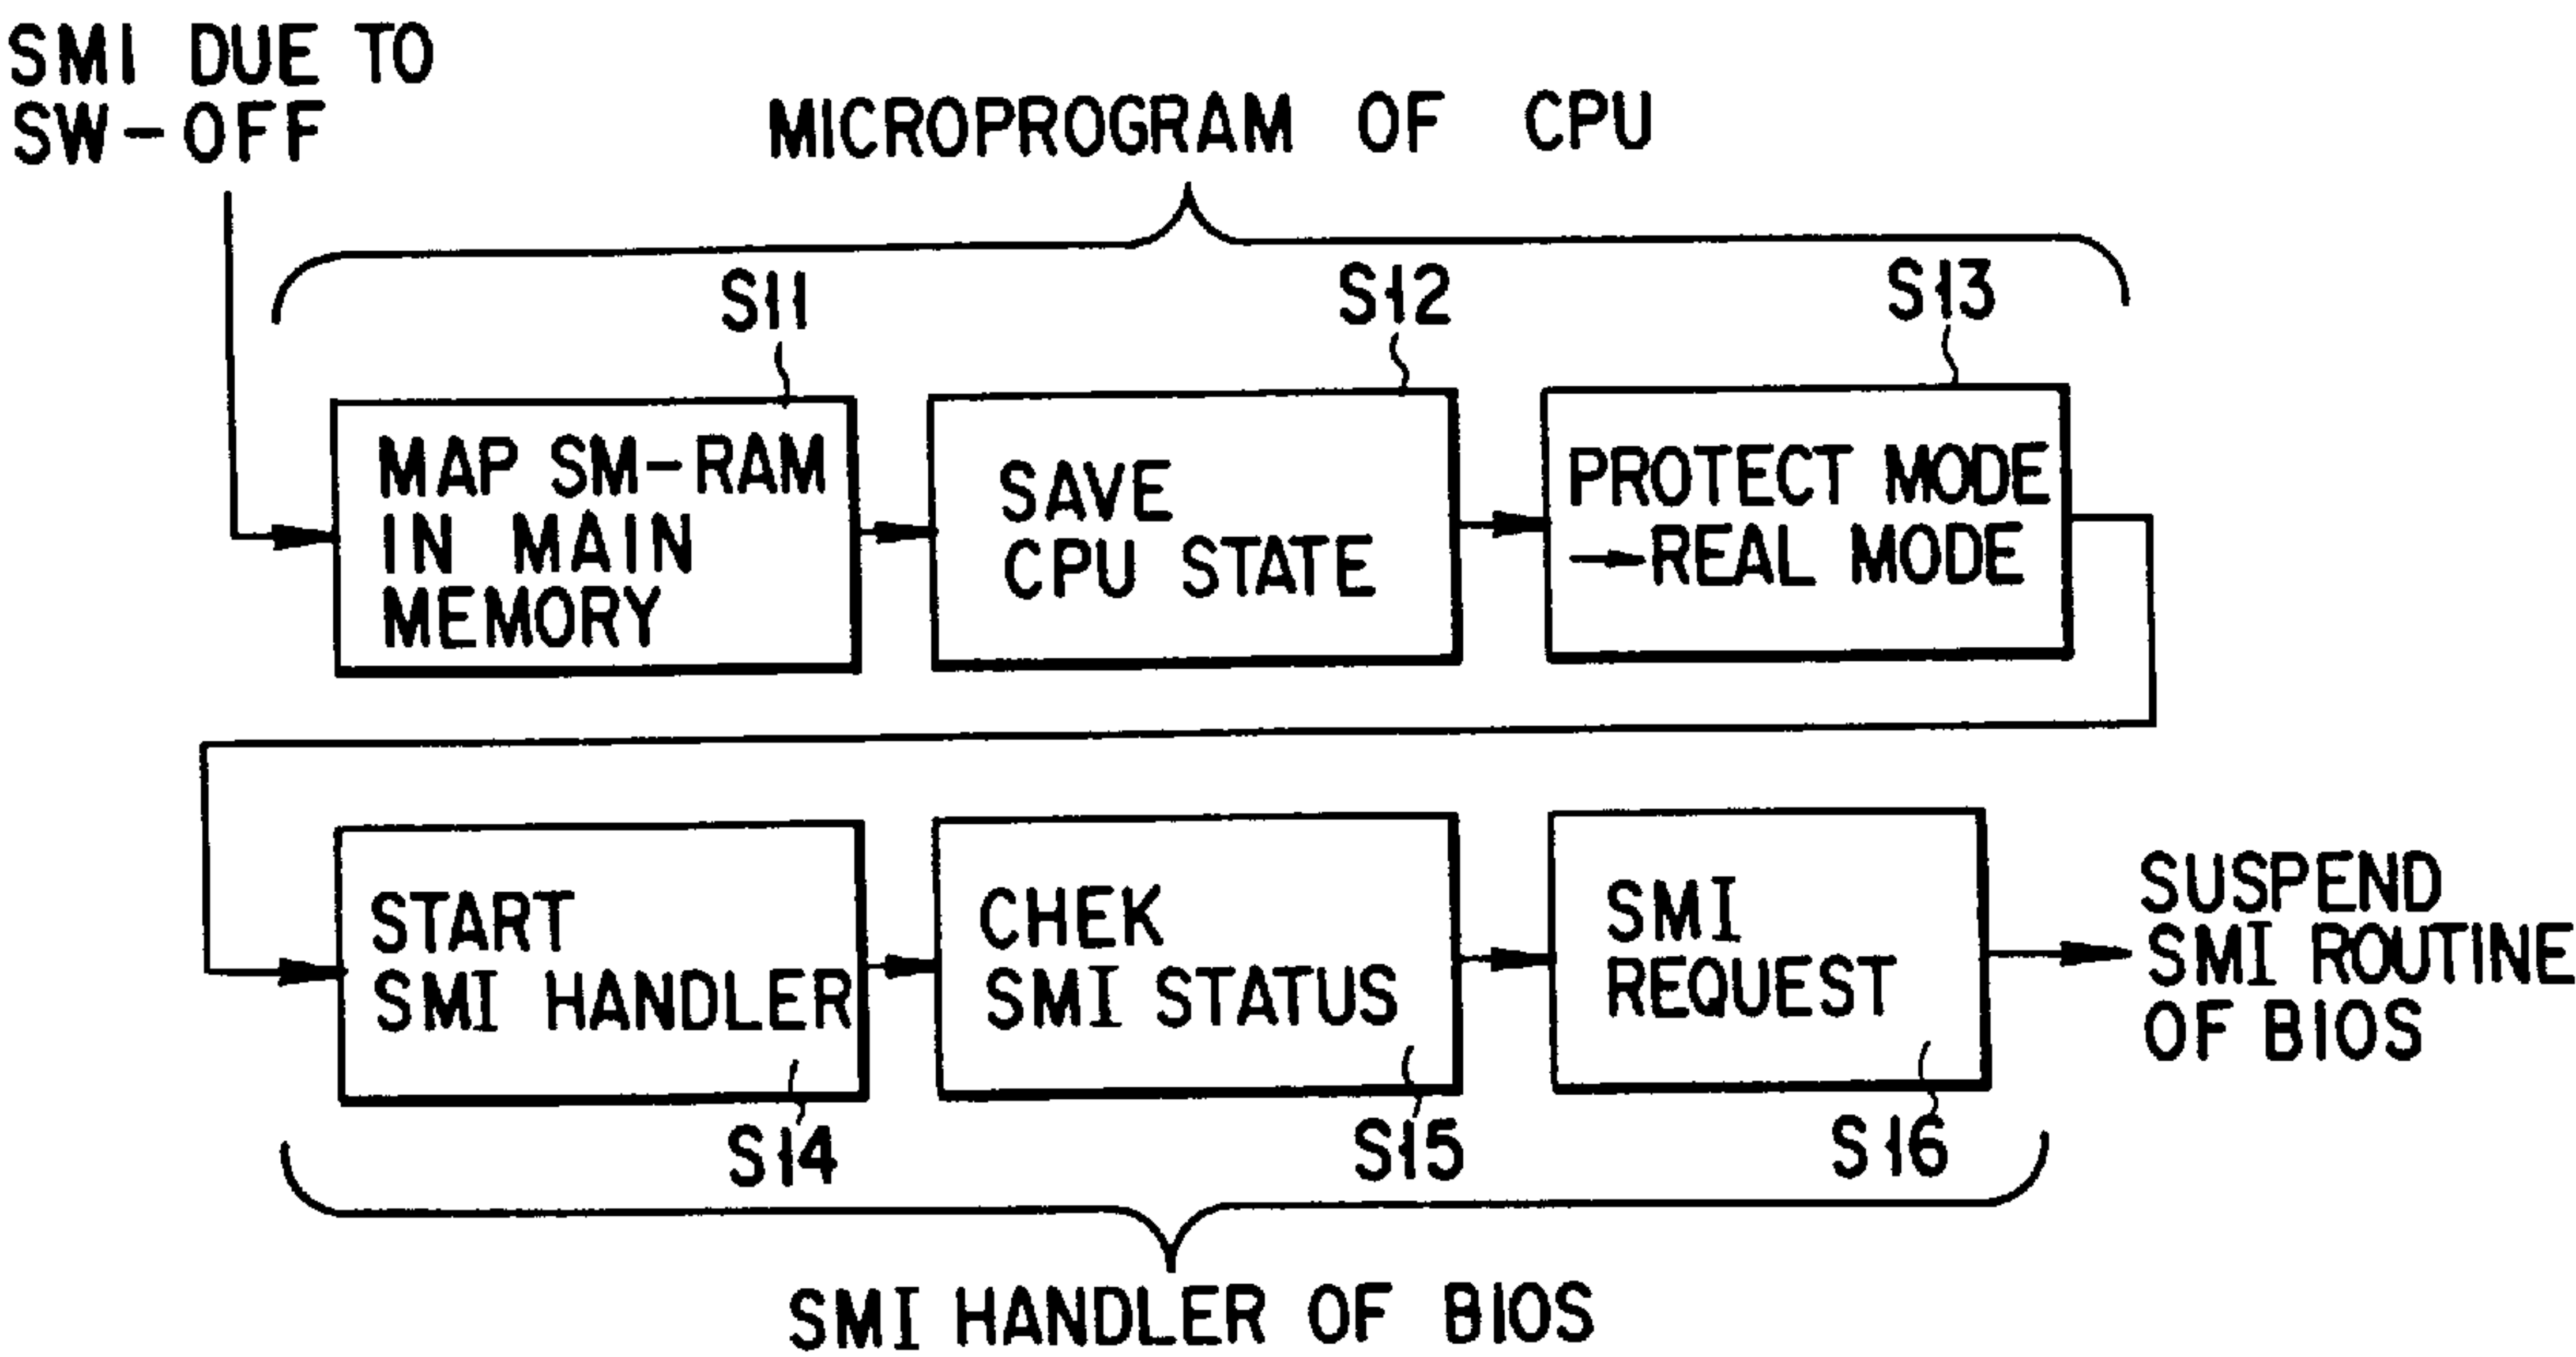 SMI DUE TO
SW-OFF
MICROPROGRAM OF CPU
S11
S12
S13
MAP SM-RAM
IN MAIN
MEMORY
SAVE
CPU STATE
PROTECT MODE
→REAL MODE
START
SMI HANDLER
CHEK
SMI STATUS
SMI
REQUEST
SUSPEND
SMI ROUTINE
OF BIOS
S14
S15
S16
SMI HANDLER OF BIOS